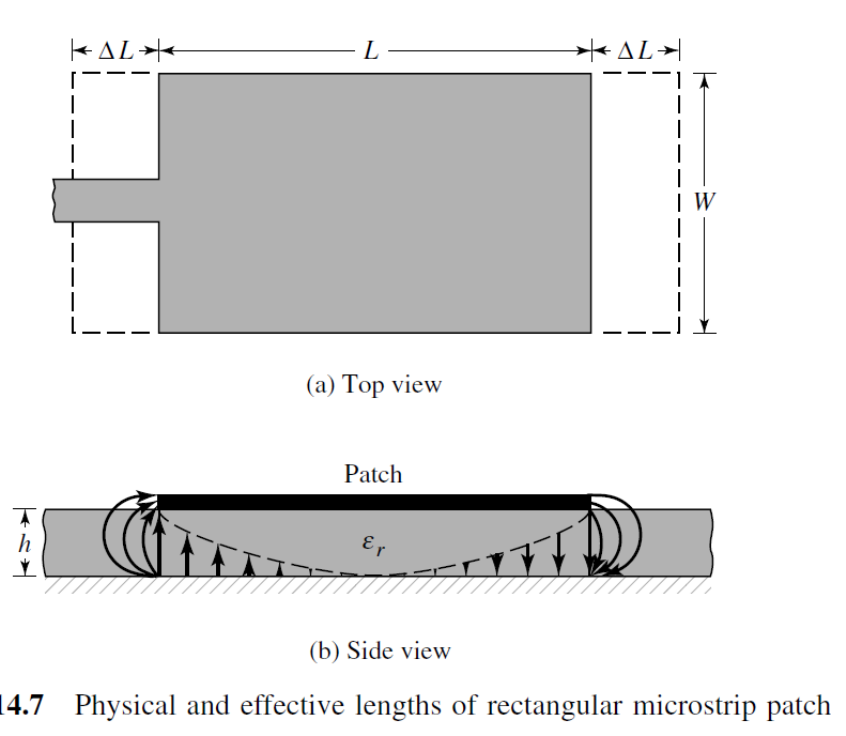 ΔL L ΔL
W
(a) Top view
Patch
h
εr
(b) Side view
14.7 Physical and effective lengths of rectangular microstrip patch